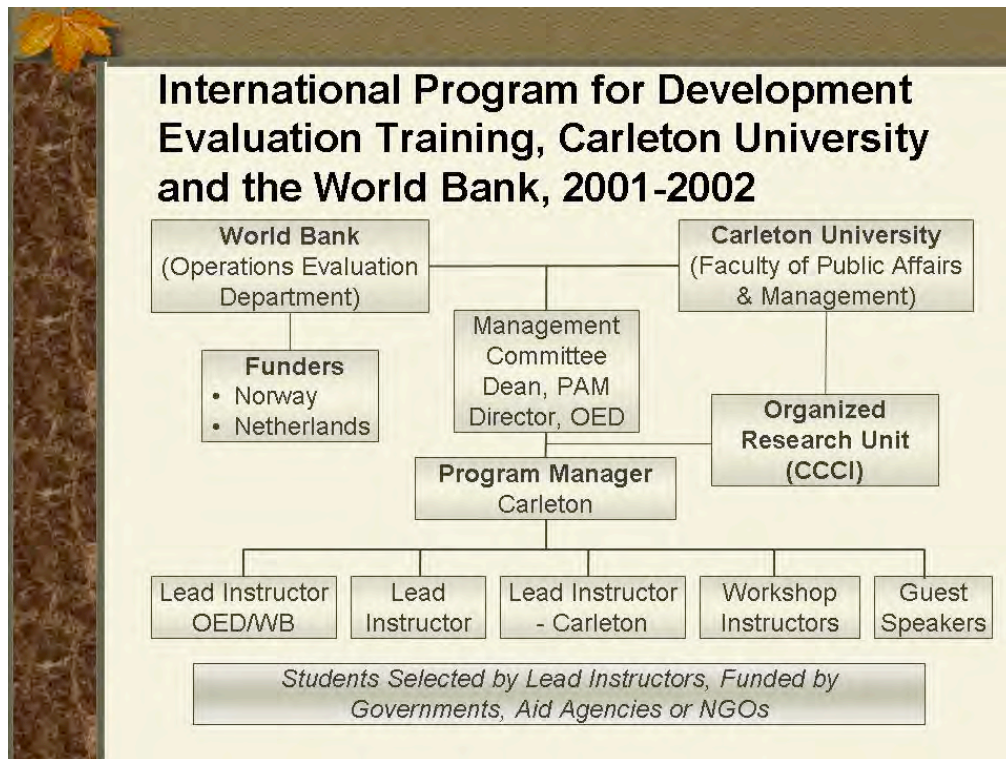 International Program for Development
Evaluation Training, Carleton University
and the World Bank, 2001-2002
World Bank
(Operations Evaluation
Department)
Carleton University
(Faculty of Public Affairs
& Management)
Management
Committee
Dean, PAM
Director, OED
Funders
• Norway
• Netherlands
Organized
Research Unit
(CCCI)
Program Manager
Carleton
Lead Instructor
OED/WB
Lead
Instructor
Lead Instructor
- Carleton
Workshop
Instructors
Guest
Speakers
Students Selected by Lead Instructors, Funded by
Governments, Aid Agencies or NGOs